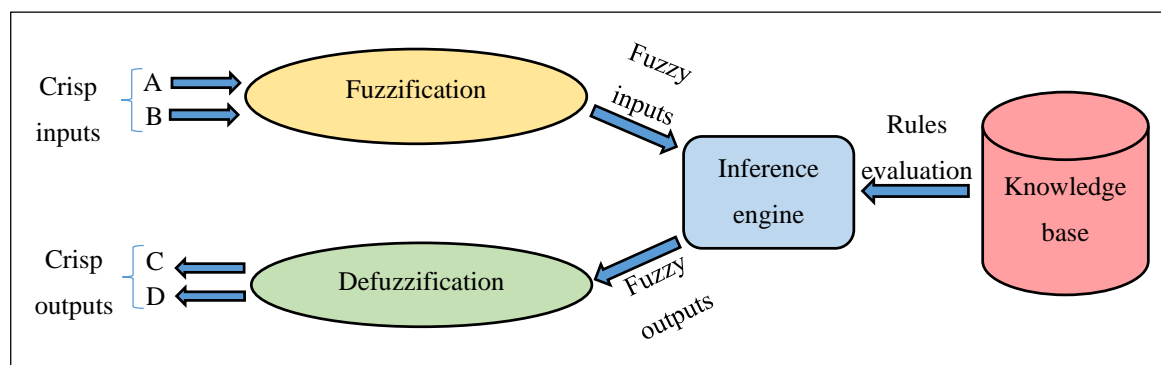 Crisp
inputs
A
B
Fuzzification
Fuzzy
inputs
Inference
engine
Rules
evaluation
Knowledge
base
Crisp
outputs
C
D
Defuzzification
Fuzzy
outputs